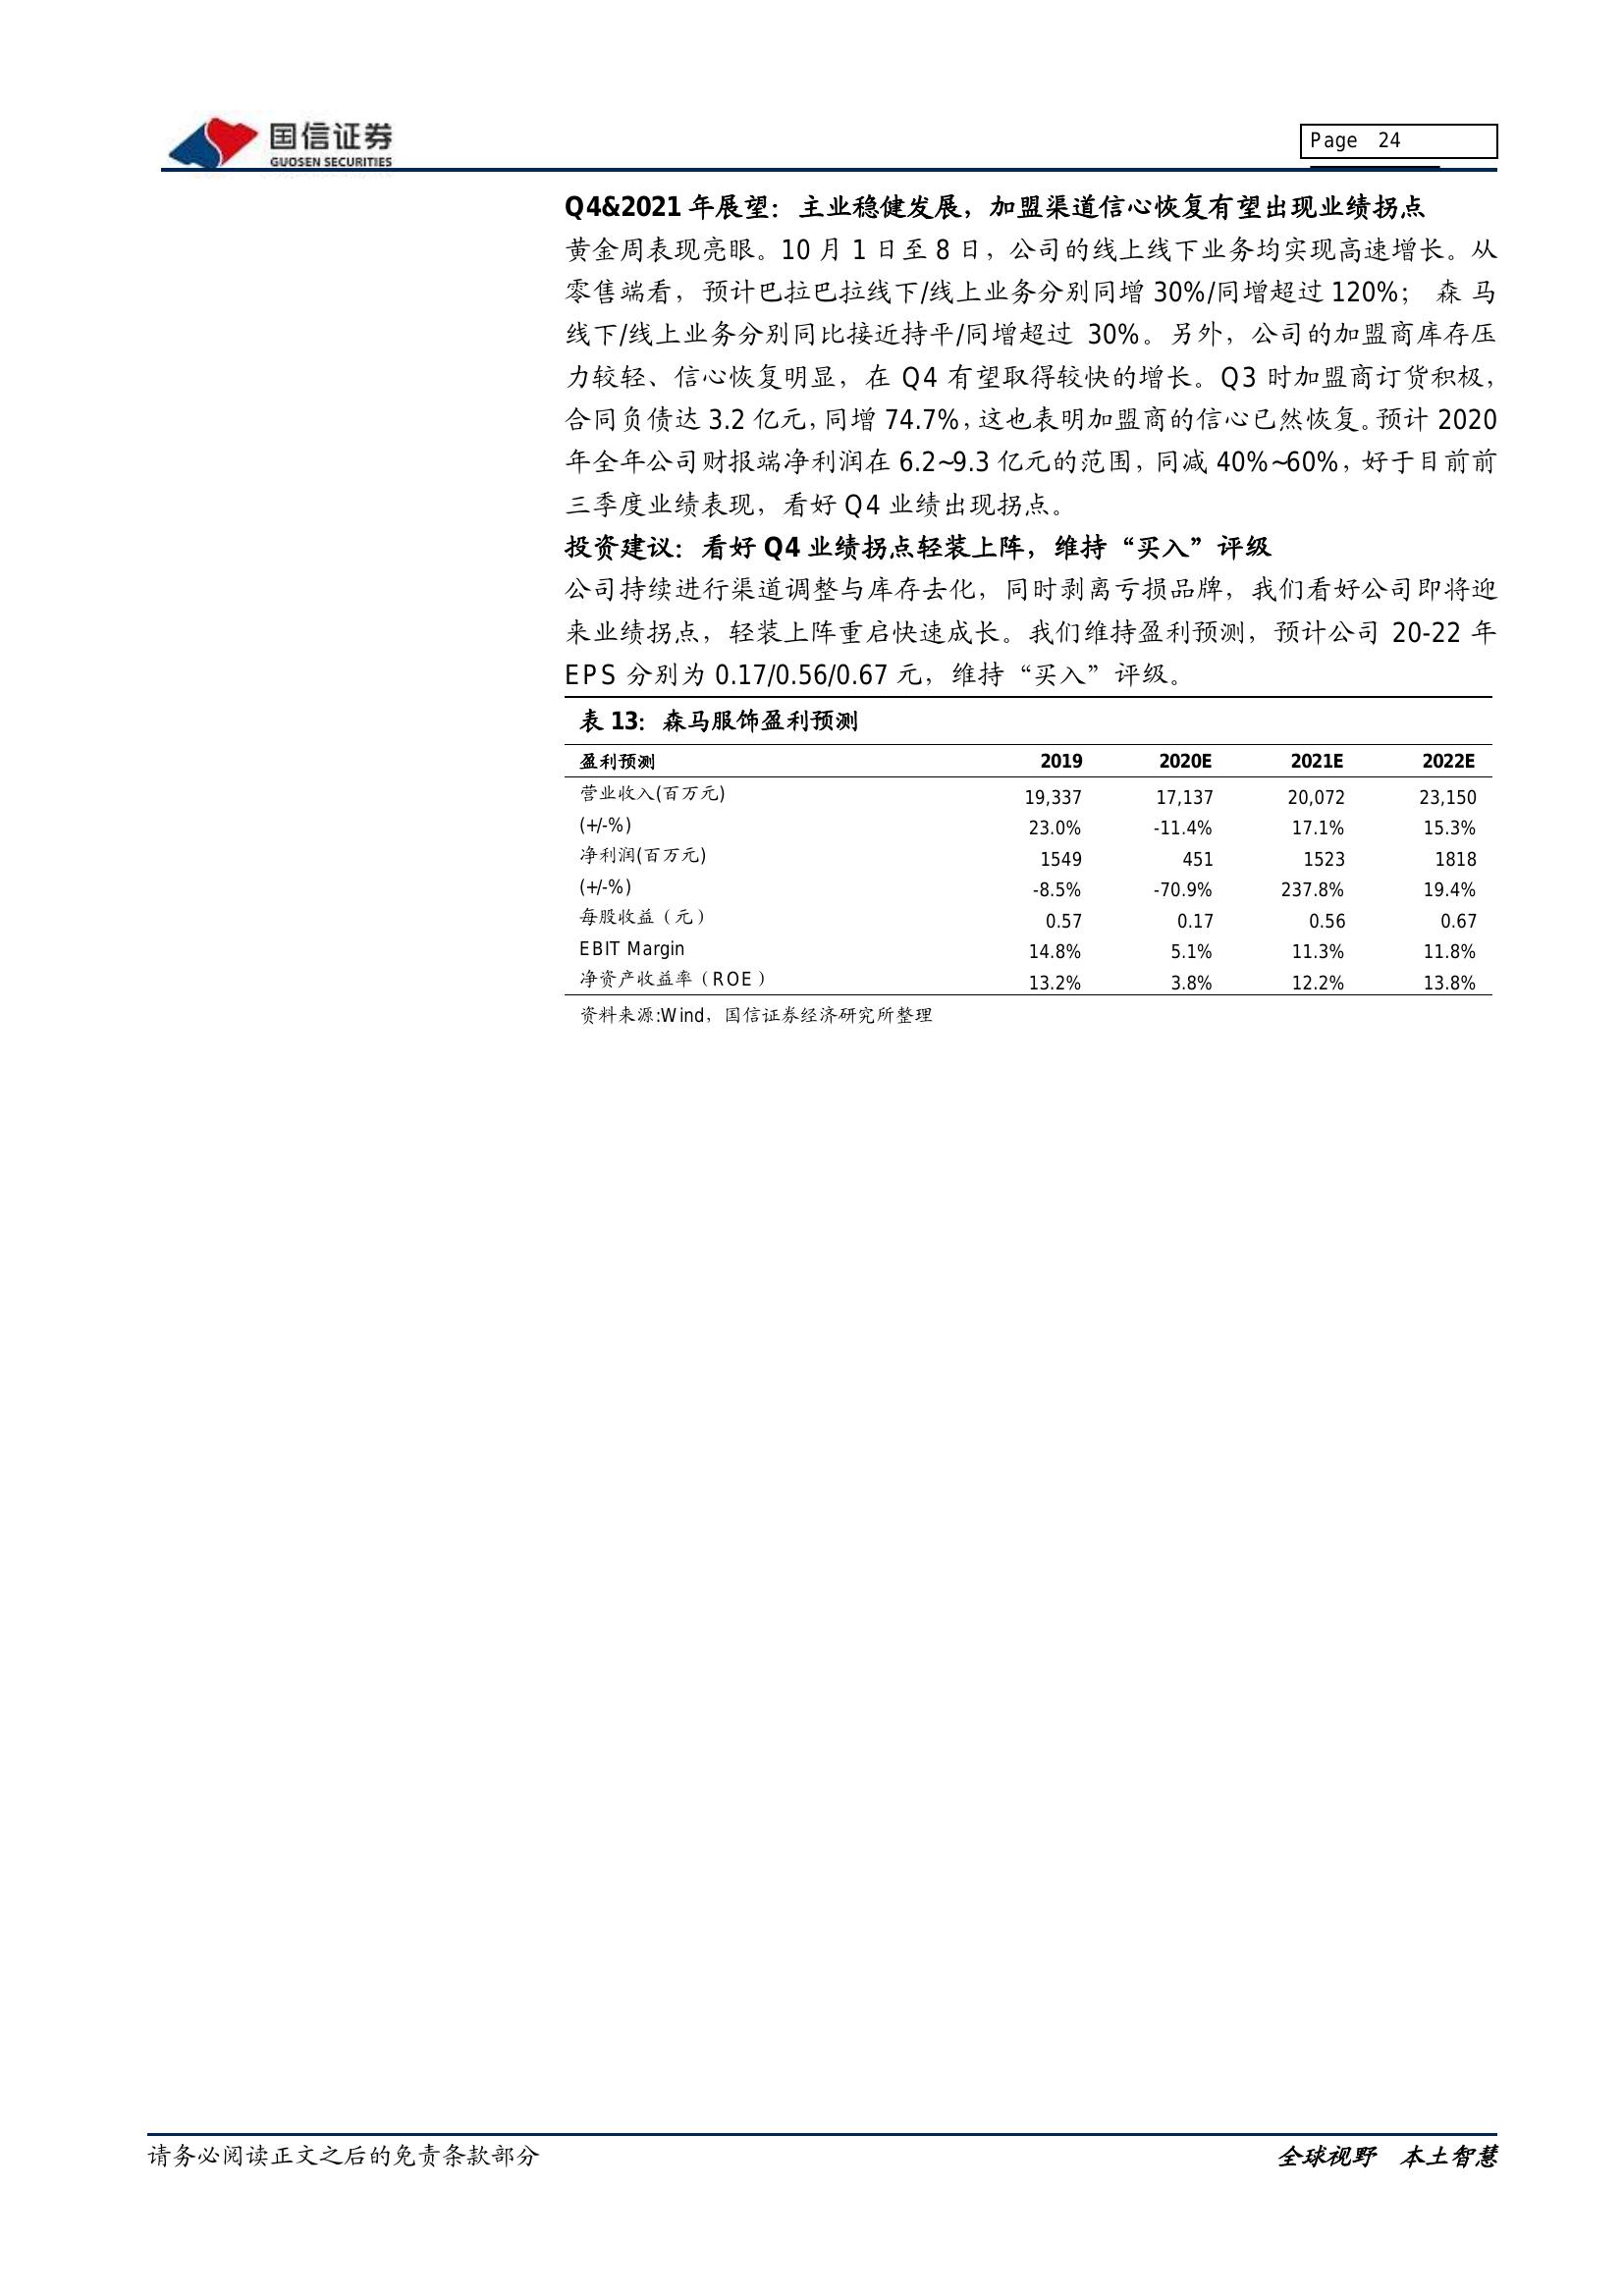 国信证券
GUOSEN SECURITIES
Page 24
Q4&2021 年展望：主业稳健发展，加盟渠道信心恢复有望出现业绩拐点
黄金周表现亮眼。10 月 1 日至 8 日，公司的线上线下业务均实现高速增长。从
零售端看，预计巴拉巴拉线下/线上业务分别同增 30%/同增超过 120%； 森 马
线下/线上业务分别同比接近持平/同增超过 30%。另外，公司的加盟商库存压
力较轻、信心恢复明显，在 Q4 有望取得较快的增长。Q3 时加盟商订货积极，
合同负债达 3.2 亿元，同增 74.7%，这也表明加盟商的信心已然恢复。预计 2020
年全年公司财报端净利润在 6.2~9.3 亿元的范围，同减 40%~60%，好于目前前
三季度业绩表现，看好 Q4 业绩出现拐点。
投资建议：看好 Q4 业绩拐点轻装上阵，维持“买入”评级
公司持续进行渠道调整与库存去化，同时剥离亏损品牌，我们看好公司即将迎
来业绩拐点，轻装上阵重启快速成长。我们维持盈利预测，预计公司 20-22 年
EPS 分别为 0.17/0.56/0.67 元，维持“买入”评级。
表 13：森马服饰盈利预测
盈利预测 2019 2020E 2021E 2022E
营业收入(百万元) 19,337 17,137 20,072 23,150
(+/-%) 23.0% -11.4% 17.1% 15.3%
净利润(百万元) 1549 451 1523 1818
(+/-%) -8.5% -70.9% 237.8% 19.4%
每股收益（元） 0.57 0.17 0.56 0.67
EBIT Margin 14.8% 5.1% 11.3% 11.8%
净资产收益率（ROE） 13.2% 3.8% 12.2% 13.8%
资料来源:Wind，国信证券经济研究所整理
请务必阅读正文之后的免责条款部分
全球视野 本土智慧